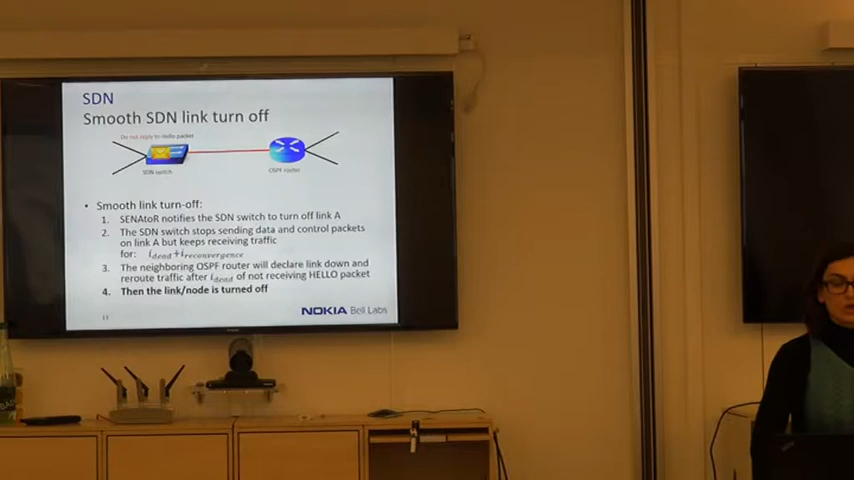 SDN
Smooth SDN link turn off
Do not reply to Hello packet
SDN switch
OSPF router
• Smooth link turn-off:
1. SENAtoR notifies the SDN switch to turn off link A
2. The SDN switch stops sending data and control packets
on link A but keeps receiving traffic
for: i_dead+i_reconvergence
3. The neighboring OSPF router will declare link down and
reroute traffic after i_dead of not receiving HELLO packet
4. Then the link/node is turned off
NOKIA Bell Labs